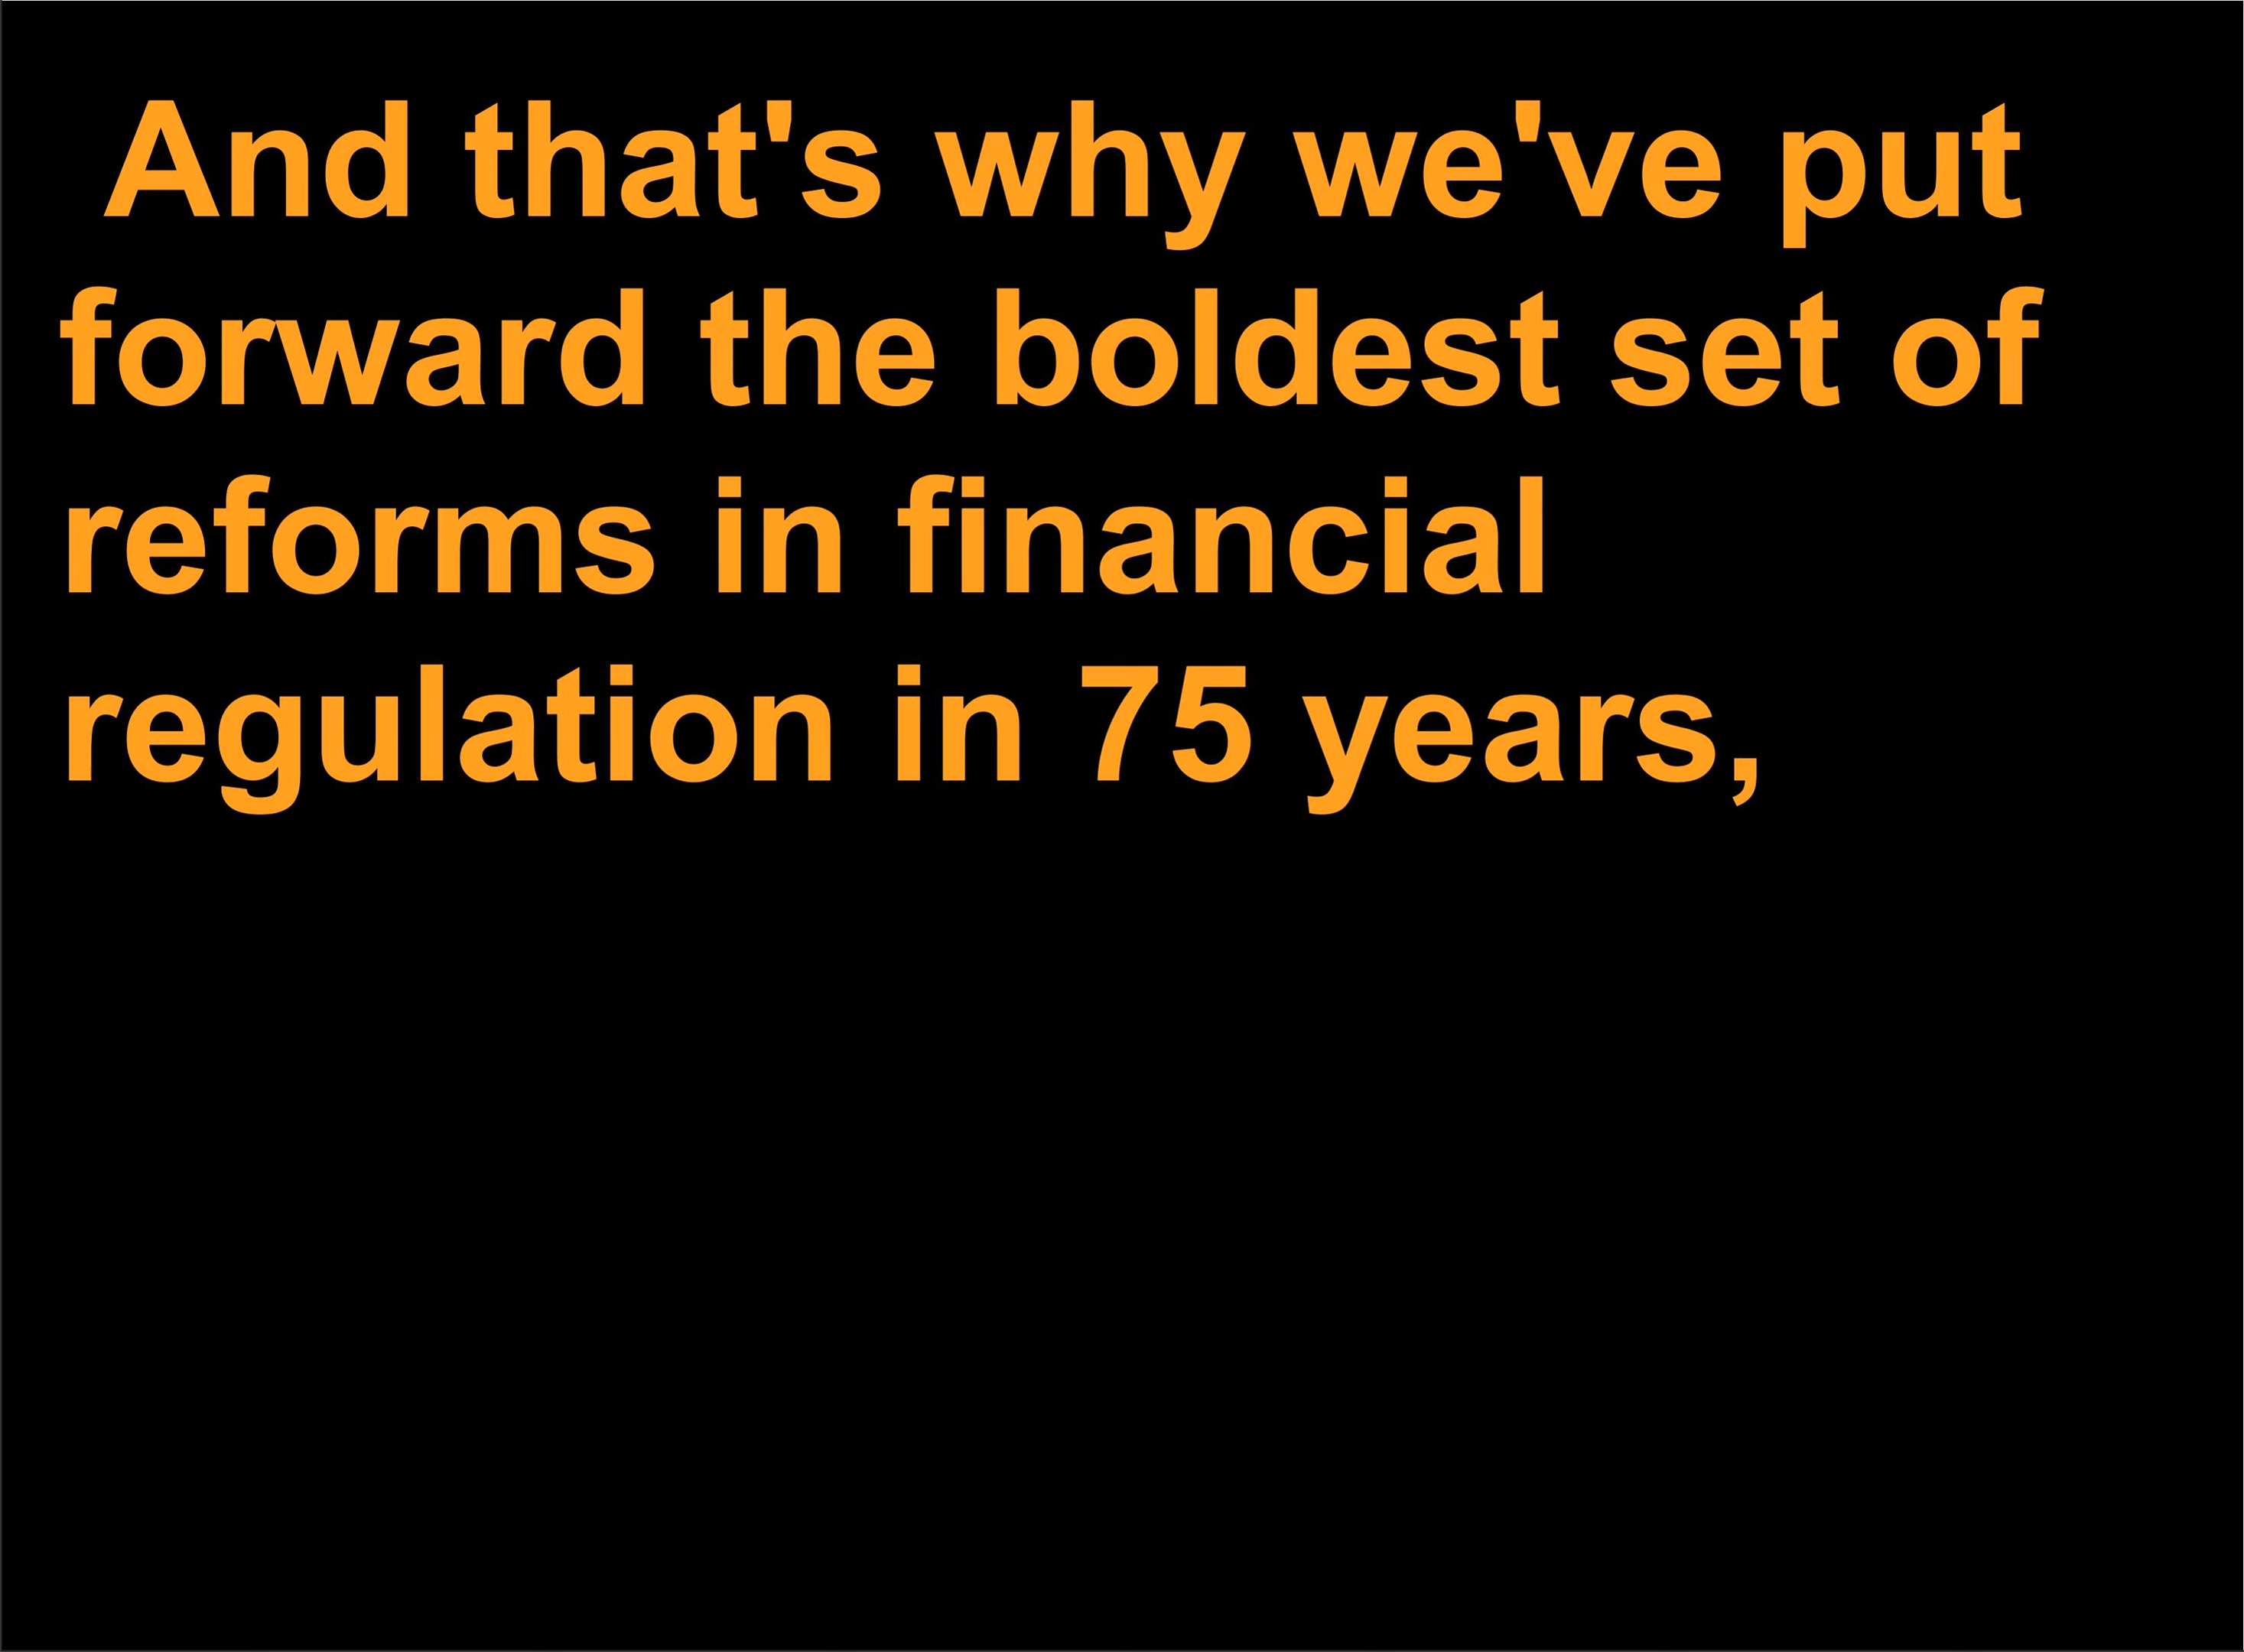 And that's why we've put
forward the boldest set of
reforms in financial
regulation in 75 years,